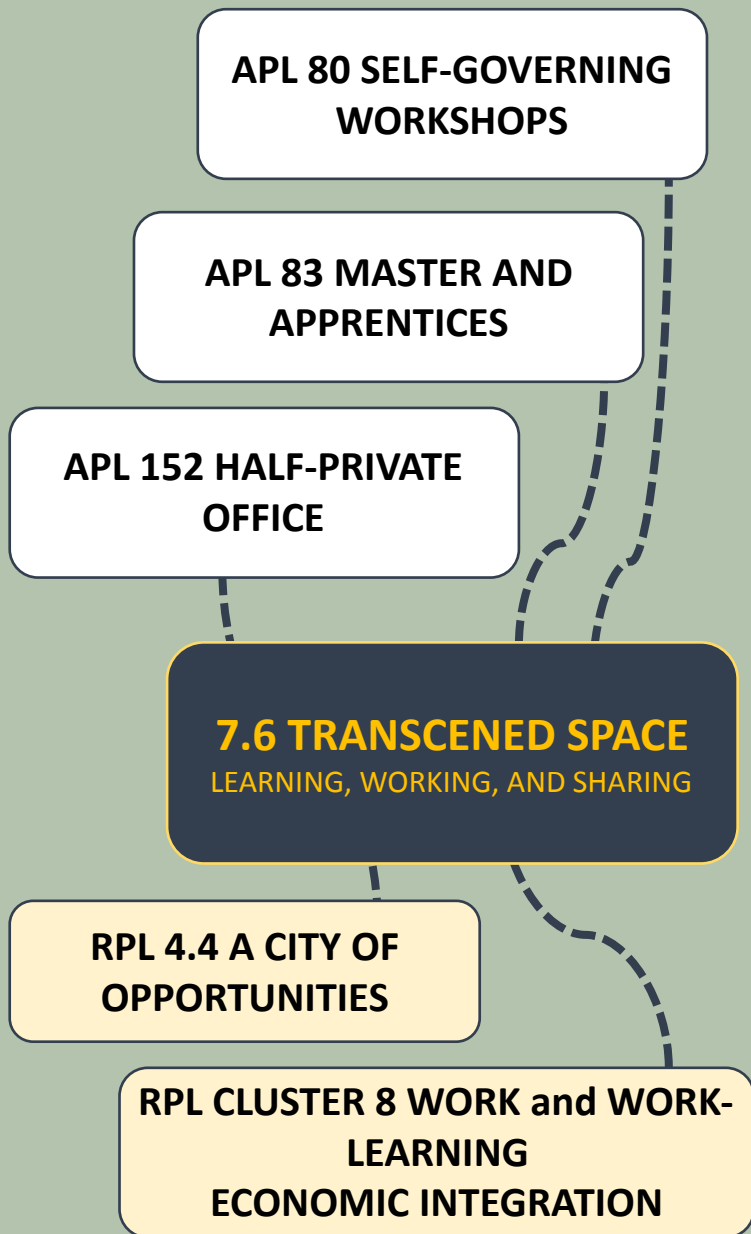 APL 80 SELF-GOVERNING
WORKSHOPS
APL 83 MASTER AND
APPRENTICES
APL 152 HALF-PRIVATE
OFFICE
7.6 TRANSCENED SPACE
LEARNING, WORKING, AND SHARING
RPL 4.4 A CITY OF
OPPORTUNITIES
RPL CLUSTER 8 WORK and WORK-
LEARNING
ECONOMIC INTEGRATION